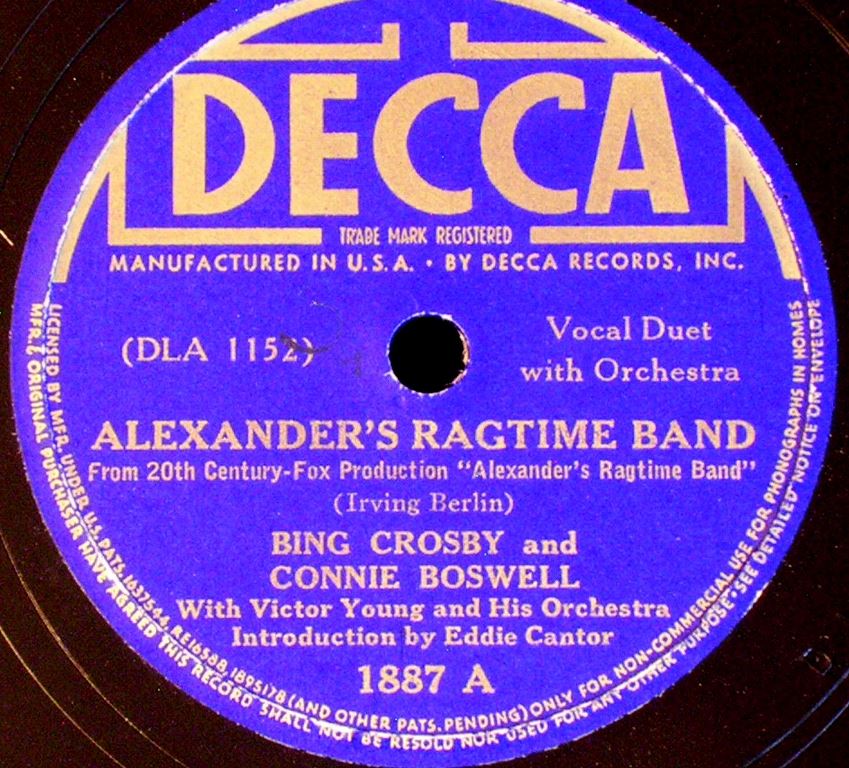 DECCA
TRADE MARK REGISTERED
MANUFACTURED IN U.S.A. • BY DECCA RECORDS, INC.
(DLA 1152)
Vocal Duet
with Orchestra
ALEXANDER'S RAGTIME BAND
From 20th Century-Fox Production "Alexander's Ragtime Band"
(Irving Berlin)
BING CROSBY and
CONNIE BOSWELL
With Victor Young and His Orchestra
Introduction by Eddie Cantor
1887 A
LICENSED BY MFR. UNDER U.S. PATS. 1637544, RE16588, 1895178 (AND OTHER PATS. PENDING) ONLY FOR NON-COMMERCIAL USE FOR PHONOGRAPHS IN HOMES
MFR. & ORIGINAL PURCHASER HAVE AGREED THIS RECORD SHALL NOT BE RESOLD NOR USED FOR ANY OTHER PURPOSE • SEE DETAILED NOTICE ON ENVELOPE